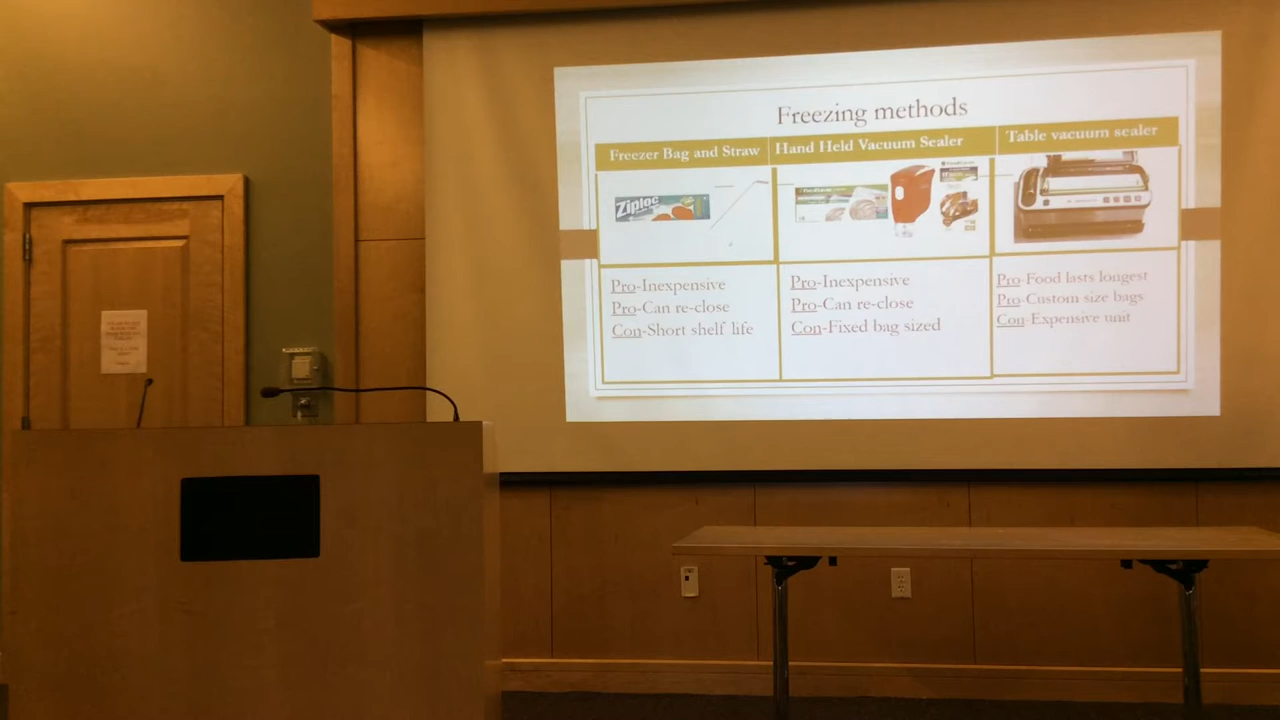 Freezing methods
Freezer Bag and Straw
Hand Held Vacuum Sealer
Table vacuum sealer
Ziploc
Pro-Inexpensive
Pro-Can re-close
Con-Short shelf life
Pro-Inexpensive
Pro-Can re-close
Con-Fixed bag sized
Pro-Food lasts longest
Pro-Custom size bags
Con-Expensive unit